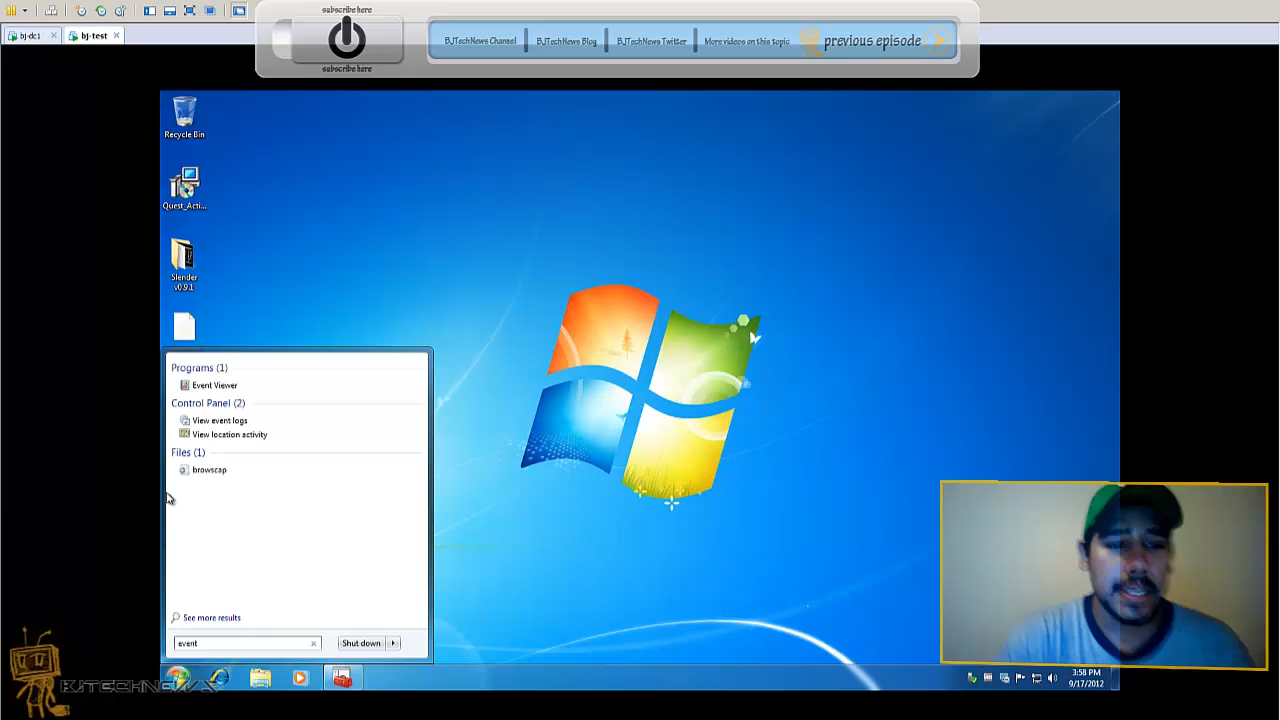 subscribe here
subscribe here
bj-dc1
bj-test
BJTechNews Channel
BJTechNews Blog
BJTechNews Twitter
More videos on this topic
previous episode
Recycle Bin
Quest_Acti...
Slender
v0.9.1
Programs (1)
Event Viewer
Control Panel (2)
View event logs
View location activity
Files (1)
browscap
See more results
event
Shut down
BJTECHNEWS
3:58 PM
9/17/2012